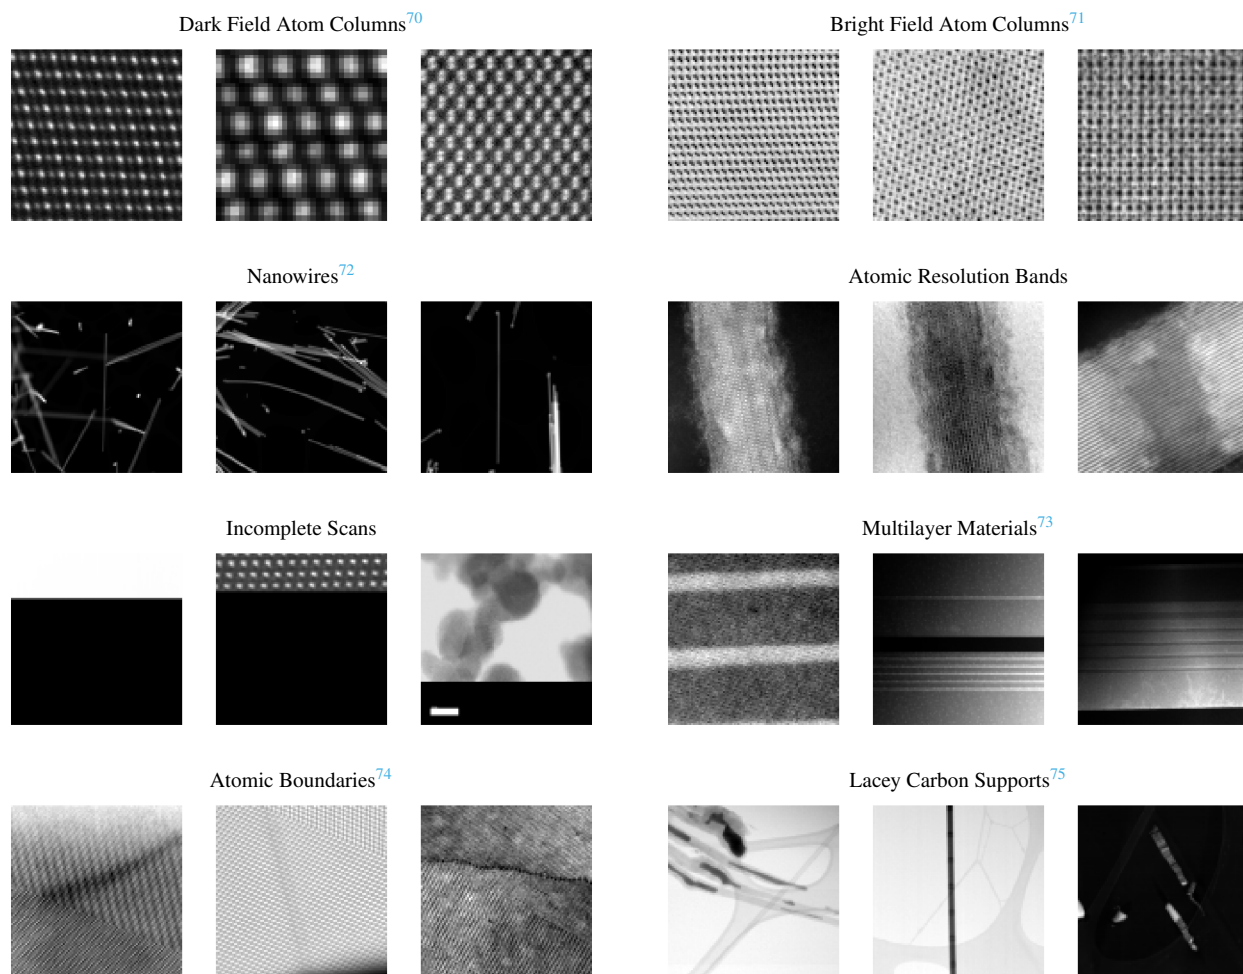 Dark Field Atom Columns70
Bright Field Atom Columns71
Nanowires72
Atomic Resolution Bands
Incomplete Scans
Multilayer Materials73
Atomic Boundaries74
Lacey Carbon Supports75